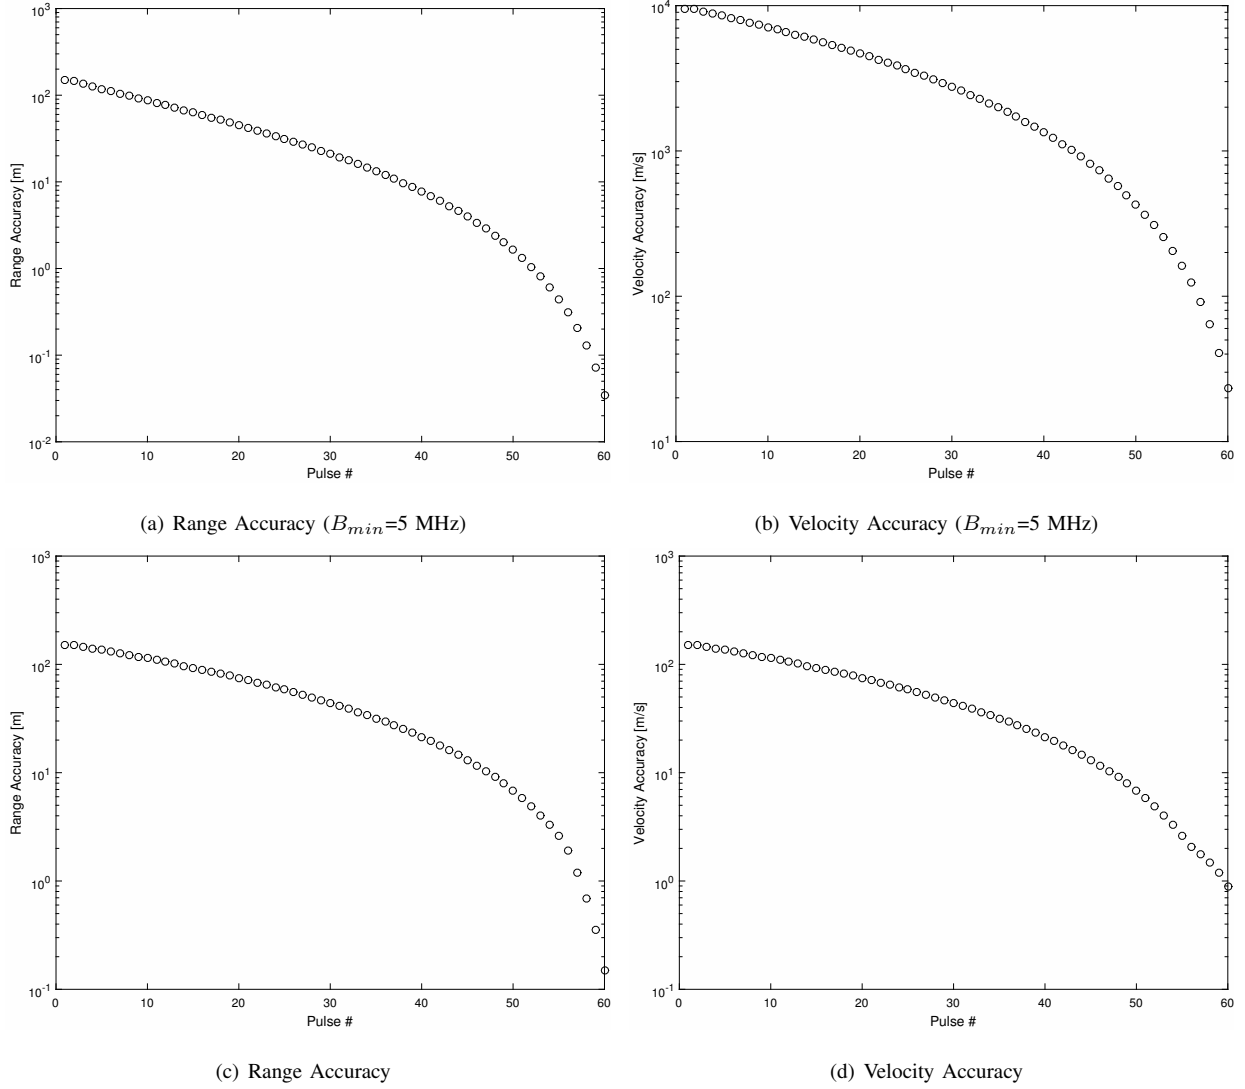 10^3
10^2
10^1
10^0
10^-1
10^-2
Range Accuracy [m]
0 10 20 30 40 50 60
Pulse #
10^4
10^3
10^2
10^1
Velocity Accuracy [m/s]
0 10 20 30 40 50 60
Pulse #
(a) Range Accuracy (B_min=5 MHz)
(b) Velocity Accuracy (B_min=5 MHz)
10^3
10^2
10^1
10^0
10^-1
Range Accuracy [m]
0 10 20 30 40 50 60
Pulse #
10^3
10^2
10^1
10^0
10^-1
Velocity Accuracy [m/s]
0 10 20 30 40 50 60
Pulse #
(c) Range Accuracy
(d) Velocity Accuracy